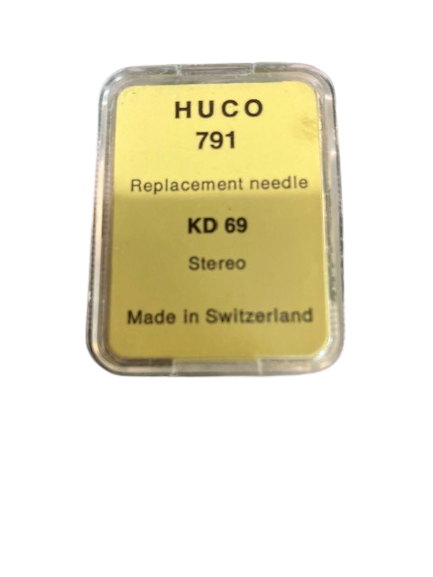 HUCO
791
Replacement needle
KD 69
Stereo
Made in Switzerland